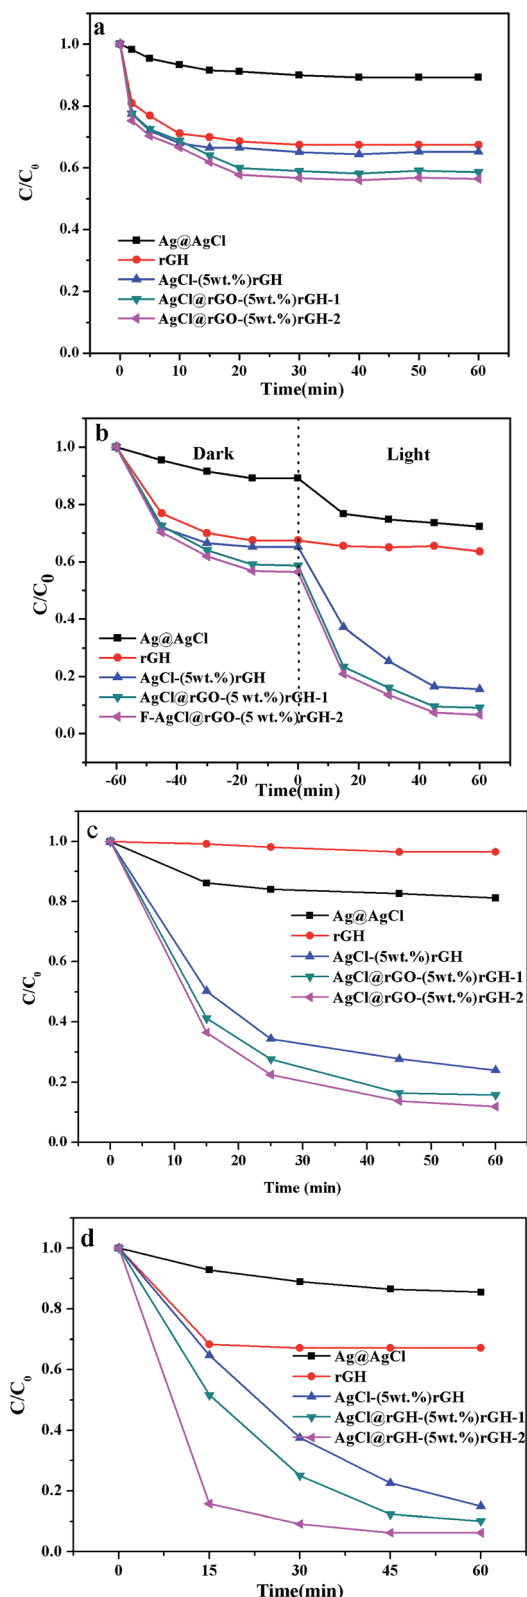 a
1.0
0.8
0.6
0.4
0.2
0.0
C/C0
Ag@AgCl
rGH
AgCl-(5wt.%)rGH
AgCl@rGO-(5wt.%)rGH-1
AgCl@rGO-(5wt.%)rGH-2
0 10 20 30 40 50 60
Time(min)
b
Dark
Light
1.0
0.8
0.6
0.4
0.2
0.0
C/C0
Ag@AgCl
rGH
AgCl-(5wt.%)rGH
AgCl@rGO-(5 wt.%)rGH-1
F-AgCl@rGO-(5 wt.%)rGH-2
-60 -40 -20 0 20 40 60
Time(min)
c
1.0
0.8
0.6
0.4
0.2
0.0
C/C0
Ag@AgCl
rGH
AgCl-(5wt.%)rGH
AgCl@rGO-(5wt.%)rGH-1
AgCl@rGO-(5wt.%)rGH-2
0 10 20 30 40 50 60
Time (min)
d
1.0
0.8
0.6
0.4
0.2
0.0
C/C0
Ag@AgCl
rGH
AgCl-(5wt.%)rGH
AgCl@rGH-(5wt.%)rGH-1
AgCl@rGH-(5wt.%)rGH-2
0 15 30 45 60
Time(min)